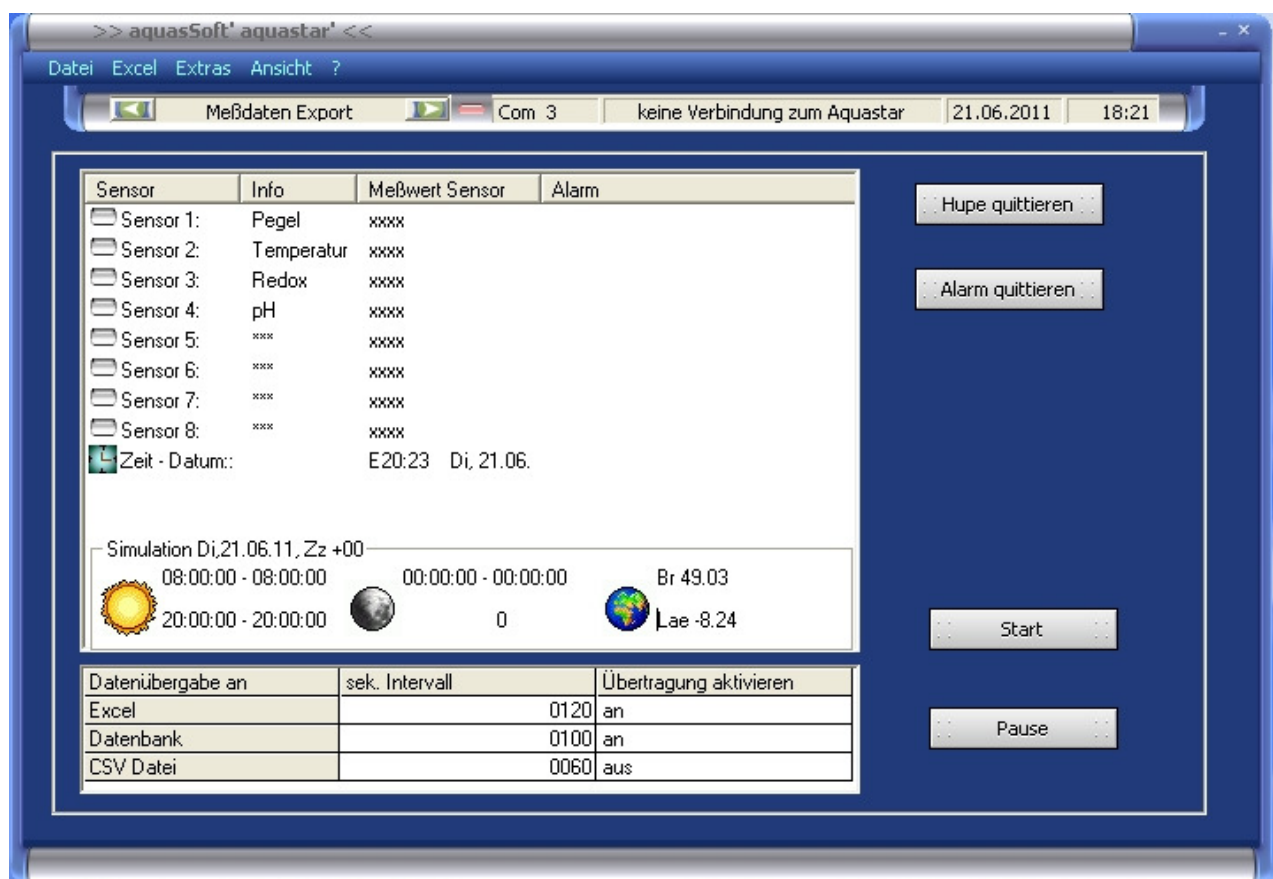 >> aquasSoft' aquastar' <<
Datei Excel Extras Ansicht ?
Meßdaten Export Com 3 keine Verbindung zum Aquastar 21.06.2011 18:21
Sensor Info Meßwert Sensor Alarm
Sensor 1: Pegel xxxx
Sensor 2: Temperatur xxxx
Sensor 3: Redox xxxx
Sensor 4: pH xxxx
Sensor 5: *** xxxx
Sensor 6: *** xxxx
Sensor 7: *** xxxx
Sensor 8: *** xxxx
Zeit - Datum:: E20:23 Di, 21.06.
Simulation Di,21.06.11, Zz +00
08:00:00 - 08:00:00 00:00:00 - 00:00:00 Br 49.03
20:00:00 - 20:00:00 0 Lae -8.24
Datenübergabe an sek. Intervall Übertragung aktivieren
Excel 0120 an
Datenbank 0100 an
CSV Datei 0060 aus
Hupe quittieren
Alarm quittieren
Start
Pause